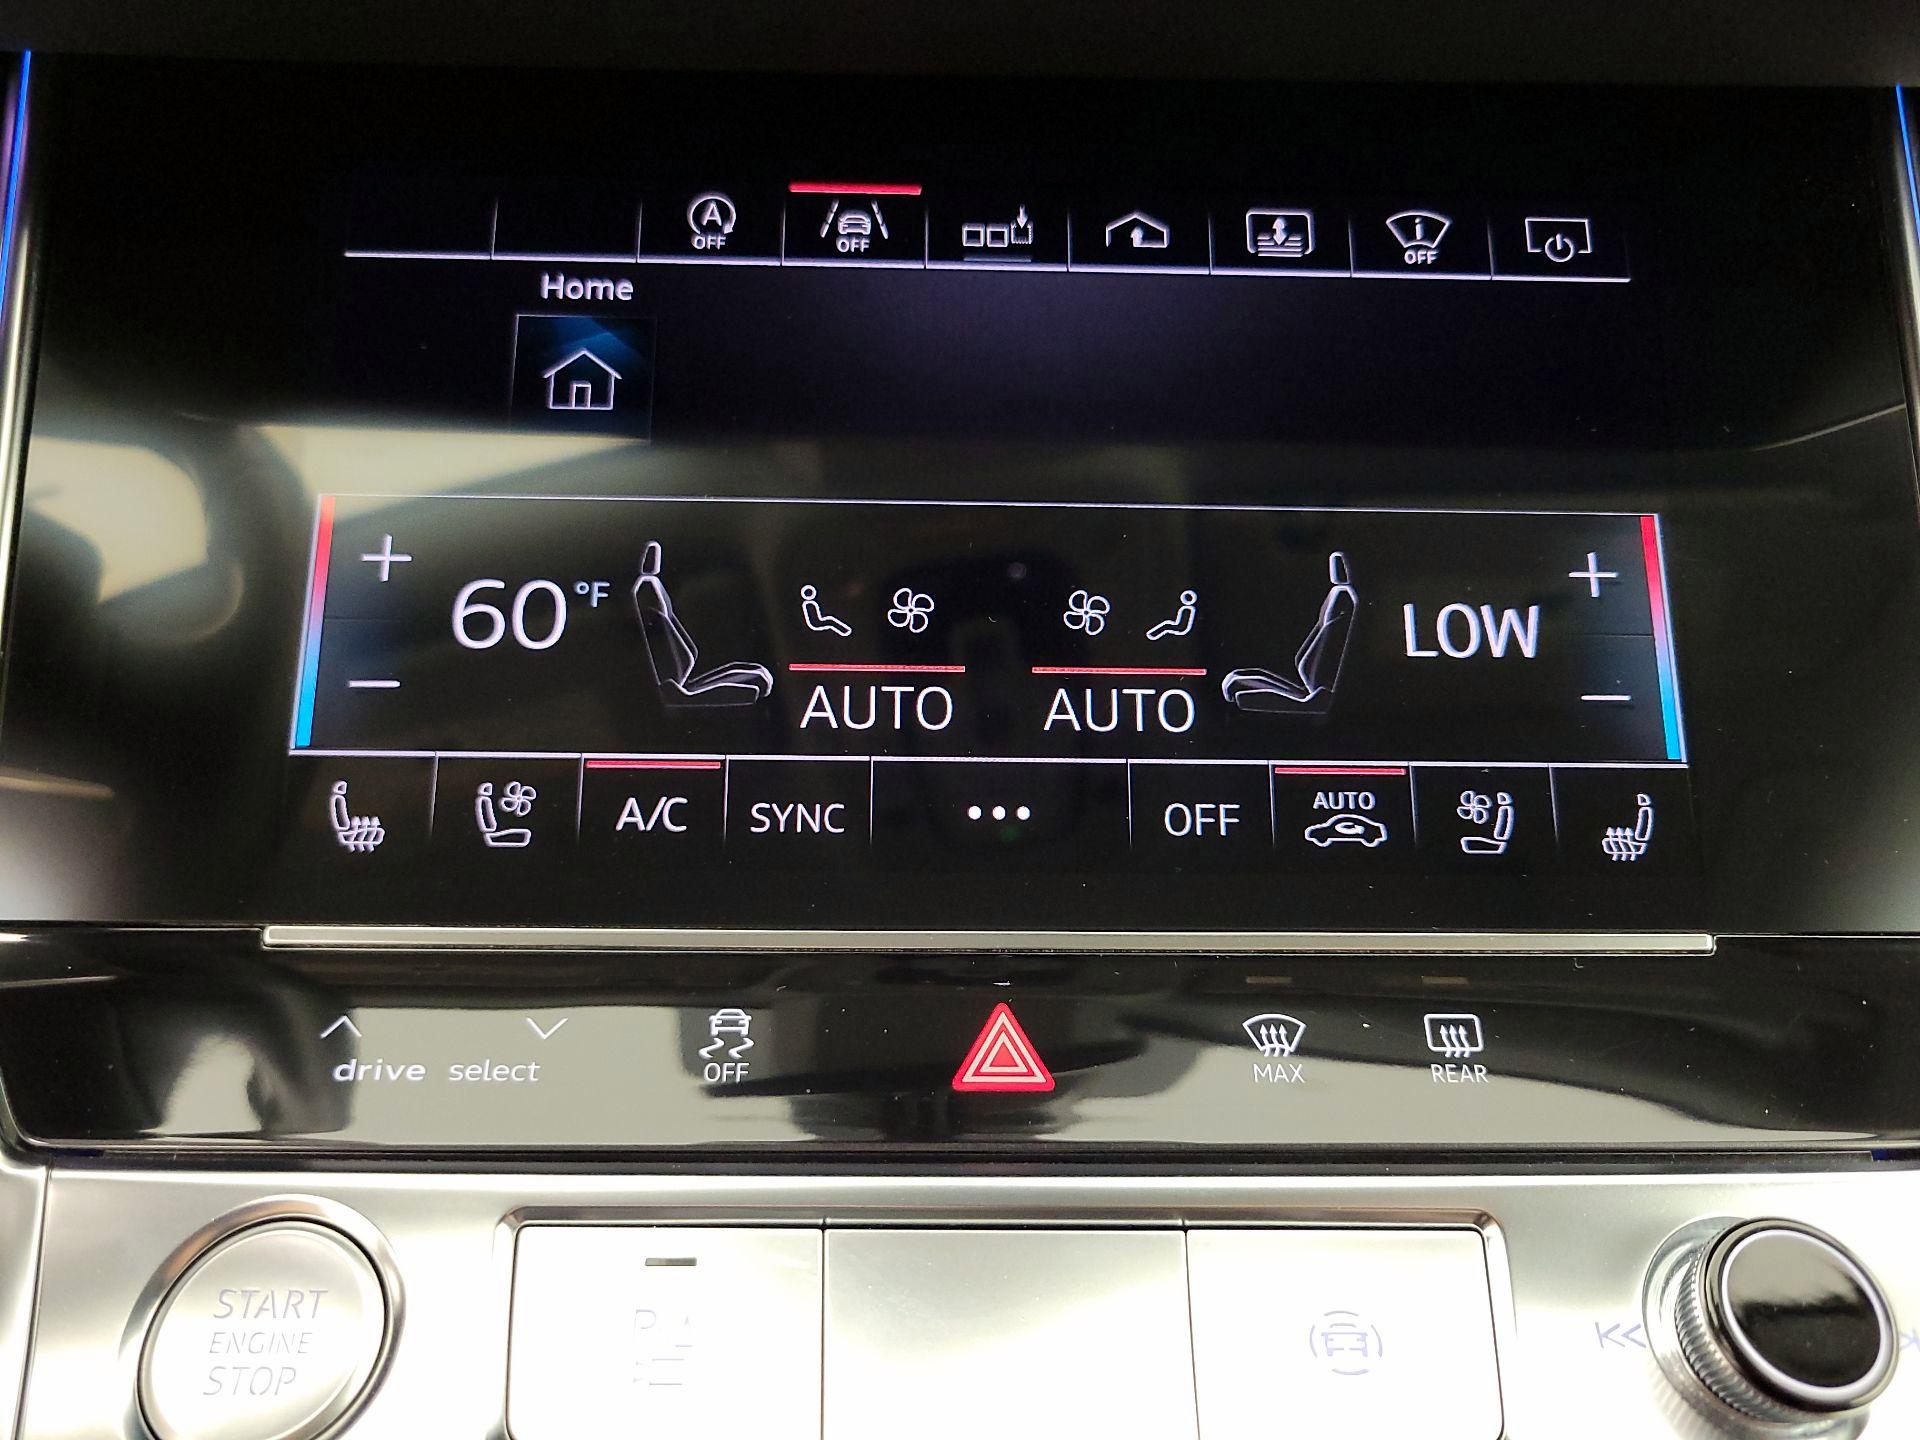 A
OFF
OFF
i
OFF
Home
60 °F
LOW
AUTO
AUTO
A/C
SYNC
OFF
AUTO
drive select
OFF
MAX
REAR
START
ENGINE
STOP